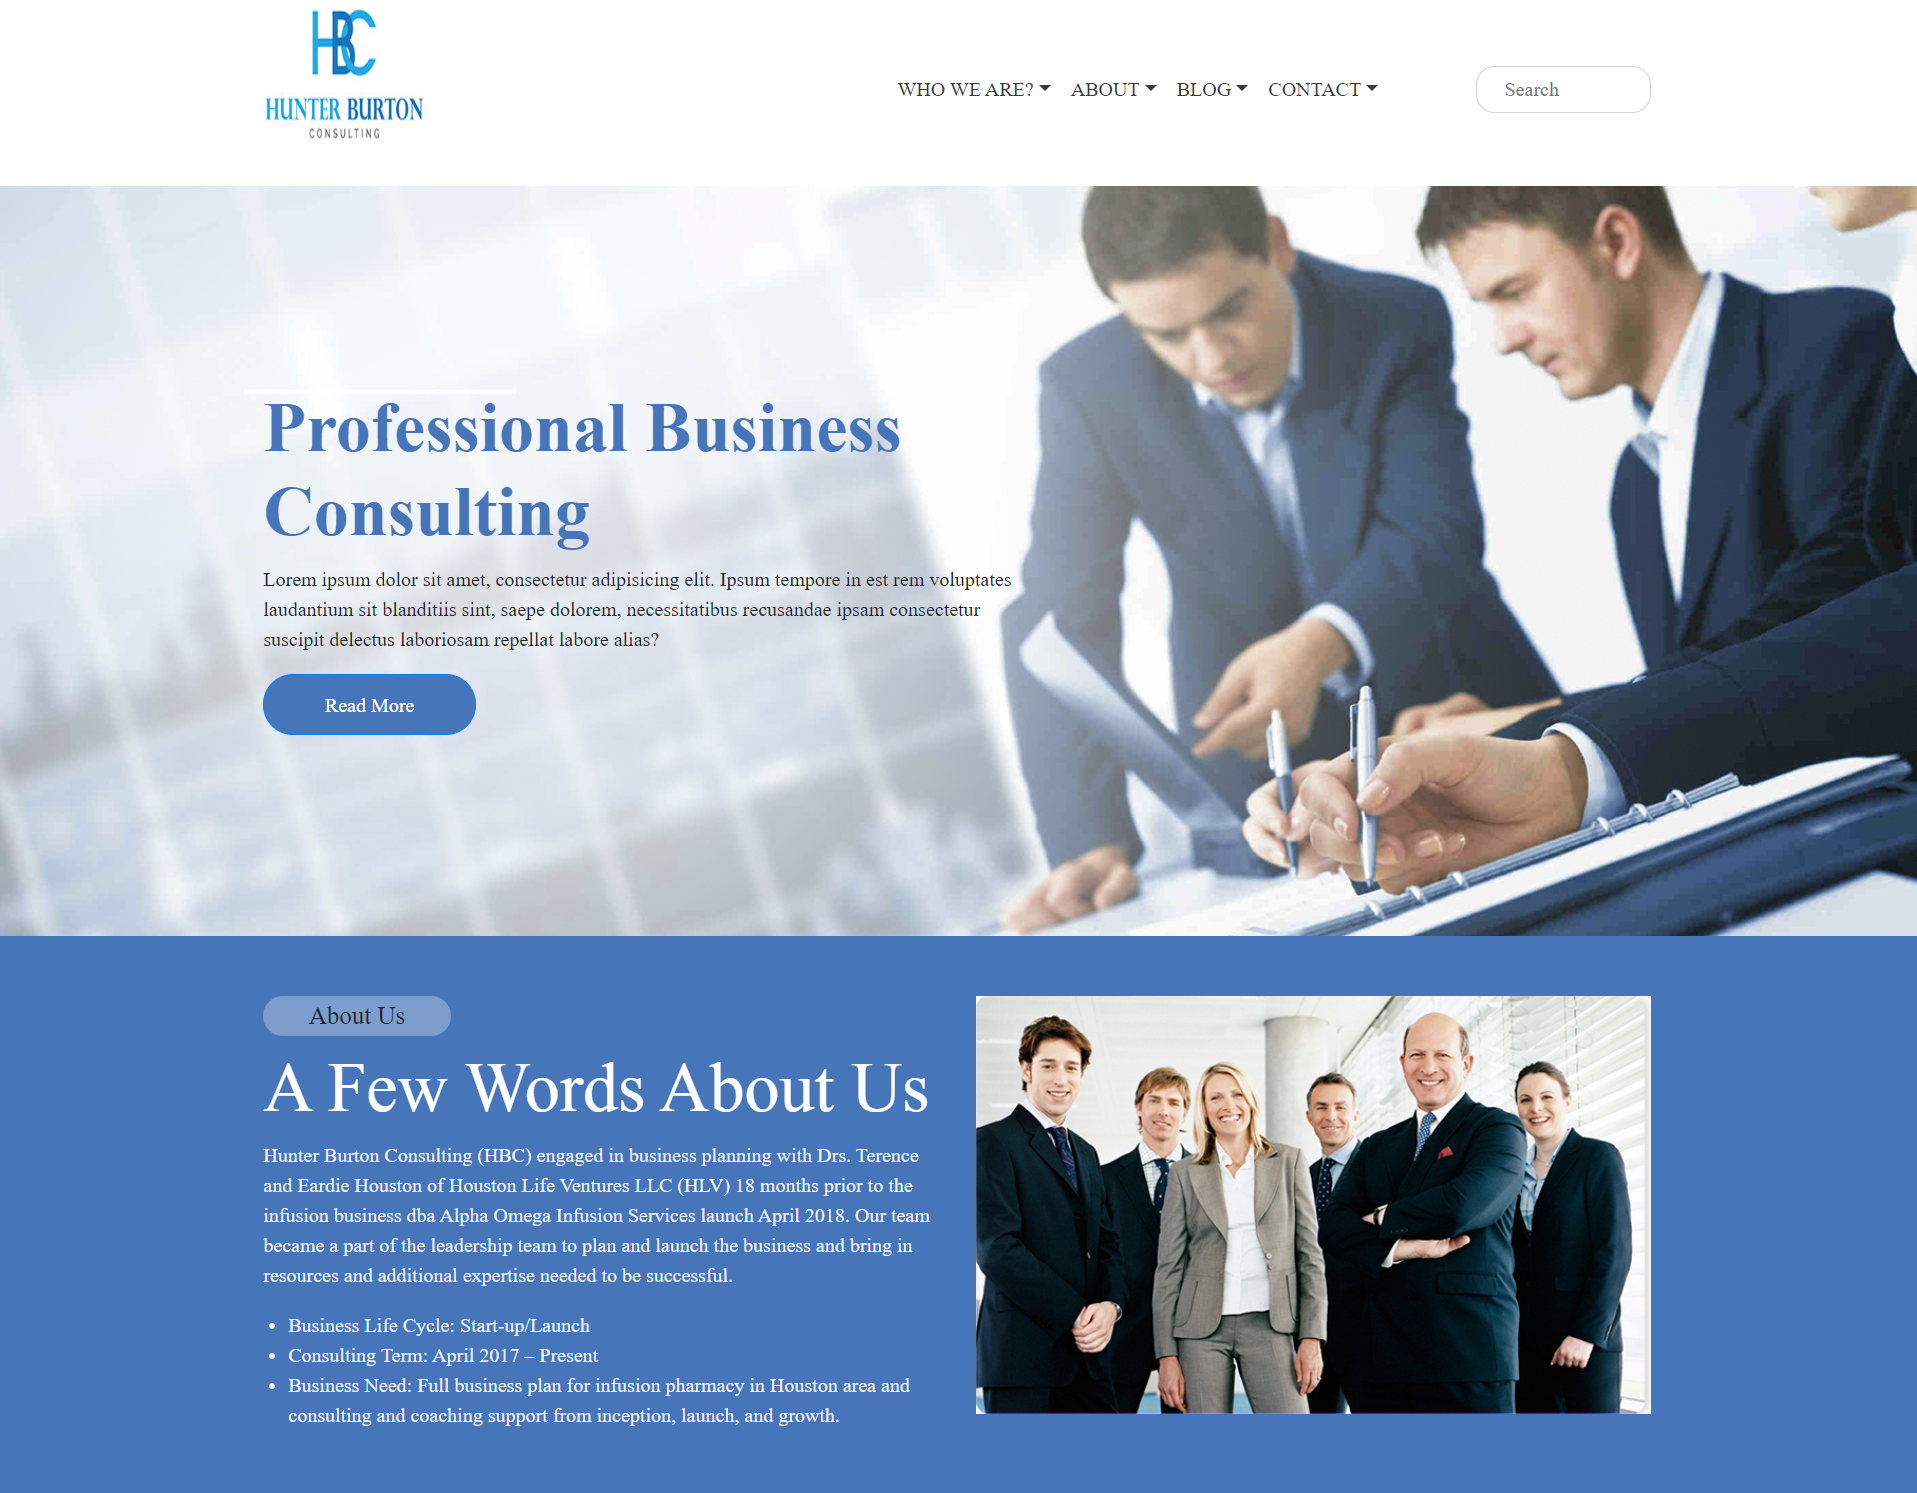 HBC
HUNTER BURTON
CONSULTING
WHO WE ARE? ABOUT BLOG CONTACT Search
Professional Business
Consulting
Lorem ipsum dolor sit amet, consectetur adipisicing elit. Ipsum tempore in est rem voluptates
laudantium sit blanditiis sint, saepe dolorem, necessitatibus recusandae ipsam consectetur
suscipit delectus laboriosam repellat labore alias?
Read More
About Us
A Few Words About Us
Hunter Burton Consulting (HBC) engaged in business planning with Drs. Terence
and Eardie Houston of Houston Life Ventures LLC (HLV) 18 months prior to the
infusion business dba Alpha Omega Infusion Services launch April 2018. Our team
became a part of the leadership team to plan and launch the business and bring in
resources and additional expertise needed to be successful.
• Business Life Cycle: Start-up/Launch
• Consulting Term: April 2017 – Present
• Business Need: Full business plan for infusion pharmacy in Houston area and
consulting and coaching support from inception, launch, and growth.